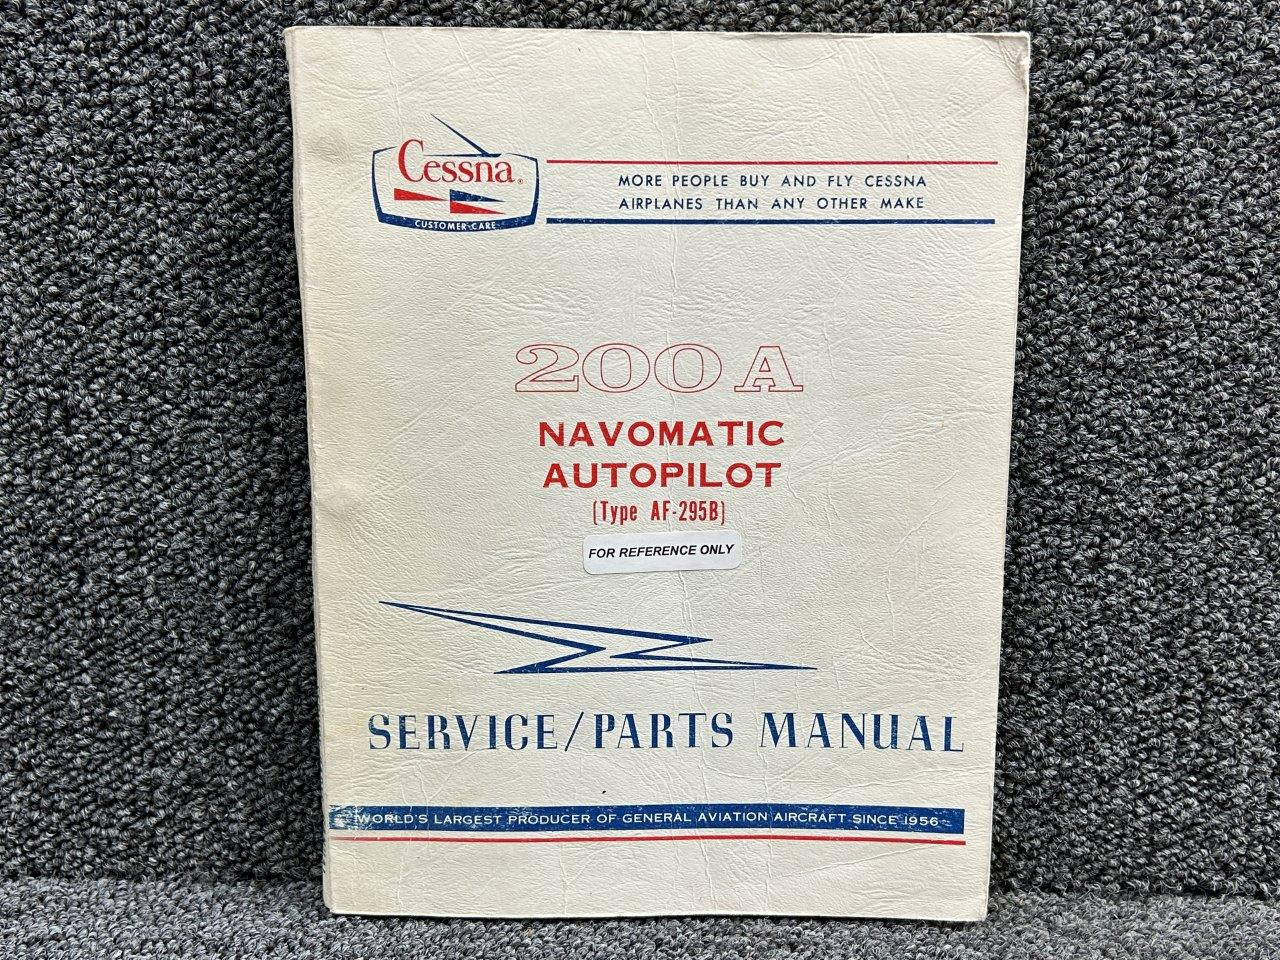 Cessna®
CUSTOMER CARE
MORE PEOPLE BUY AND FLY CESSNA
AIRPLANES THAN ANY OTHER MAKE
200A
NAVOMATIC
AUTOPILOT
(Type AF-295B)
FOR REFERENCE ONLY
SERVICE/PARTS MANUAL
WORLD'S LARGEST PRODUCER OF GENERAL AVIATION AIRCRAFT SINCE 1956